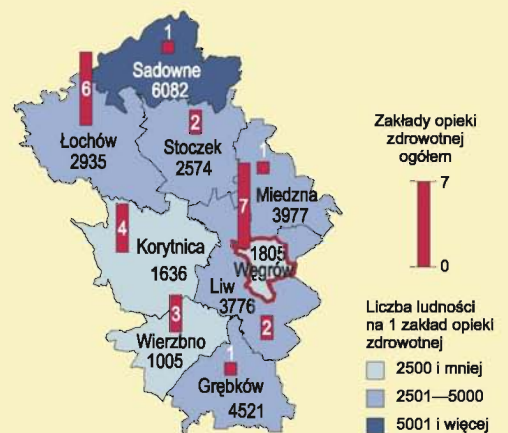 1
Sadowne
6082
6
Łochów
2935
2
Stoczek
2574
1
Miedzna
3977
7
1805
Węgrów
4
Korytnica
1636
Liw
3776
2
3
Wierzbno
1005
1
Grębków
4521
Zakłady opieki
zdrowotnej
ogółem
7
0
Liczba ludności
na 1 zakład opieki
zdrowotnej
2500 i mniej
2501—5000
5001 i więcej